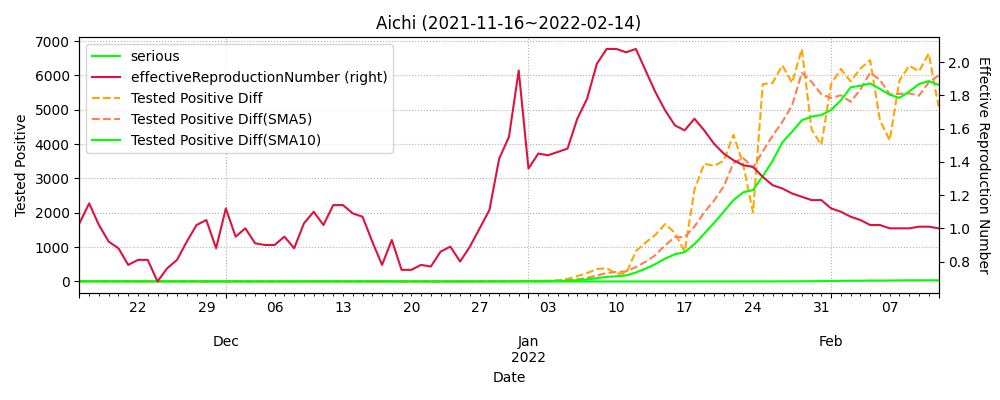 Aichi (2021-11-16~2022-02-14)
serious
effectiveReproductionNumber (right)
Tested Positive Diff
Tested Positive Diff(SMA5)
Tested Positive Diff(SMA10)
Tested Positive
7000
6000
5000
4000
3000
2000
1000
0
2.0
1.8
1.6
1.4
1.2
1.0
0.8
Effective Reproduction Number
22 29 06 13 20 27 03 10 17 24 31 07
Dec Jan Feb
2022
Date